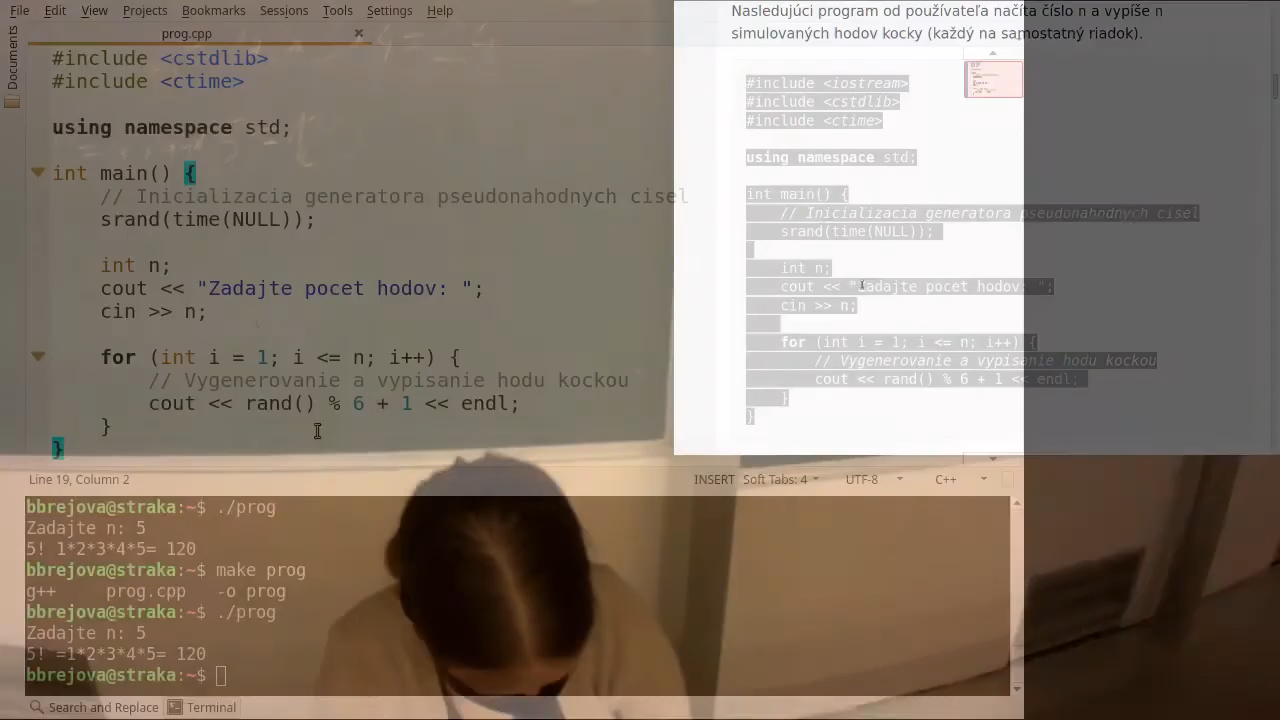 File Edit View Projects Bookmarks Sessions Tools Settings Help
Documents
prog.cpp
#include <cstdlib>
#include <ctime>
using namespace std;
int main() {
// Inicializacia generatora pseudonahodnych cisel
srand(time(NULL));
int n;
cout << "Zadajte pocet hodov: ";
cin >> n;
for (int i = 1; i <= n; i++) {
// Vygenerovanie a vypisanie hodu kockou
cout << rand() % 6 + 1 << endl;
}
}
Line 19, Column 2 INSERT Soft Tabs: 4 UTF-8 C++
bbrejova@straka:~$ ./prog
Zadajte n: 5
5! 1*2*3*4*5= 120
bbrejova@straka:~$ make prog
g++ prog.cpp -o prog
bbrejova@straka:~$ ./prog
Zadajte n: 5
5! =1*2*3*4*5= 120
bbrejova@straka:~$
Search and Replace Terminal
Nasledujúci program od používateľa načíta číslo n a vypíše n
simulovaných hodov kocky (každý na samostatný riadok).
#include <iostream>
#include <cstdlib>
#include <ctime>
using namespace std;
int main() {
// Inicializacia generatora pseudonahodnych cisel
srand(time(NULL));
int n;
cout << "Zadajte pocet hodov: ";
cin >> n;
for (int i = 1; i <= n; i++) {
// Vygenerovanie a vypisanie hodu kockou
cout << rand() % 6 + 1 << endl;
}
}